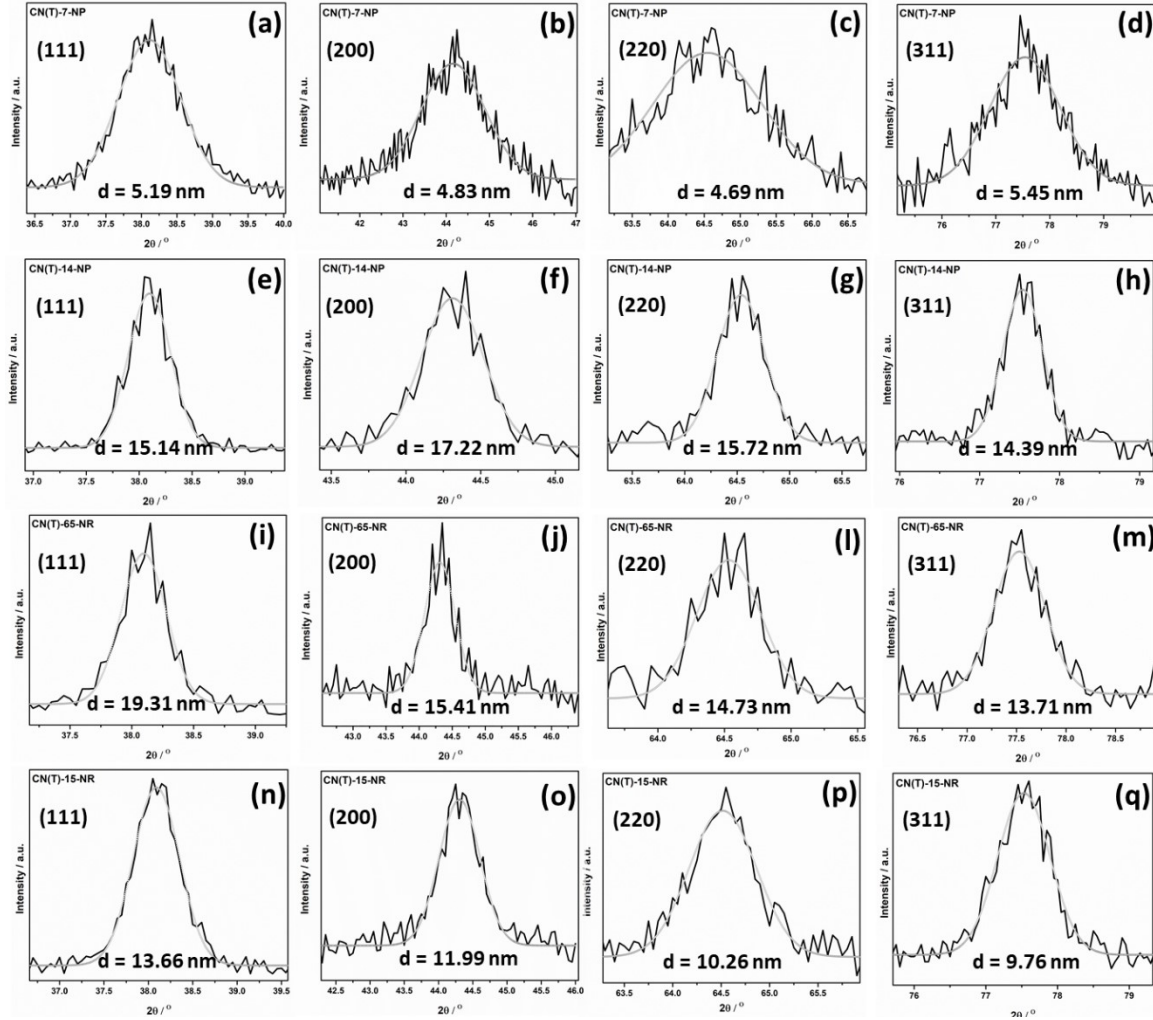 CN(T)-7-NP
(a)
(111)
Intensity / a.u.
d = 5.19 nm
36.5 37.0 37.5 38.0 38.5 39.0 39.5 40.0
2θ / °
CN(T)-7-NP
(b)
(200)
Intensity / a.u.
d = 4.83 nm
42 43 44 45 46 47
2θ / °
CN(T)-7-NP
(c)
(220)
Intensity / a.u.
d = 4.69 nm
63.5 64.0 64.5 65.0 65.5 66.0 66.5
2θ / °
CN(T)-7-NP
(d)
(311)
Intensity / a.u.
d = 5.45 nm
76 77 78 79
2θ / °
CN(T)-14-NP
(e)
(111)
Intensity / a.u.
d = 15.14 nm
37.0 37.5 38.0 38.5 39.0 39.5
2θ / °
CN(T)-14-NP
(f)
(200)
Intensity / a.u.
d = 17.22 nm
43.5 44.0 44.5 45.0
2θ / °
CN(T)-14-NP
(g)
(220)
Intensity / a.u.
d = 15.72 nm
63.5 64.0 64.5 65.0 65.5
2θ / °
CN(T)-14-NP
(h)
(311)
Intensity / a.u.
d = 14.39 nm
76 77 78 79
2θ / °
CN(T)-65-NR
(i)
(111)
Intensity / a.u.
d = 19.31 nm
37.5 38.0 38.5 39.0
2θ / °
CN(T)-65-NR
(j)
(200)
Intensity / a.u.
d = 15.41 nm
43.0 43.5 44.0 44.5 45.0 45.5 46.0
2θ / °
CN(T)-65-NR
(l)
(220)
Intensity / a.u.
d = 14.73 nm
64.0 64.5 65.0 65.5
2θ / °
CN(T)-65-NR
(m)
(311)
Intensity / a.u.
d = 13.71 nm
76.5 77.0 77.5 78.0 78.5
2θ / °
CN(T)-15-NR
(n)
(111)
Intensity / a.u.
d = 13.66 nm
37.0 37.5 38.0 38.5 39.0 39.5
2θ / °
CN(T)-15-NR
(o)
(200)
Intensity / a.u.
d = 11.99 nm
42.5 43.0 43.5 44.0 44.5 45.0 45.5 46.0
2θ / °
CN(T)-15-NR
(p)
(220)
intensity / a.u.
d = 10.26 nm
63.5 64.0 64.5 65.0 65.5
2θ / °
CN(T)-15-NR
(q)
(311)
Intensity / a.u.
d = 9.76 nm
76 77 78 79
2θ / °